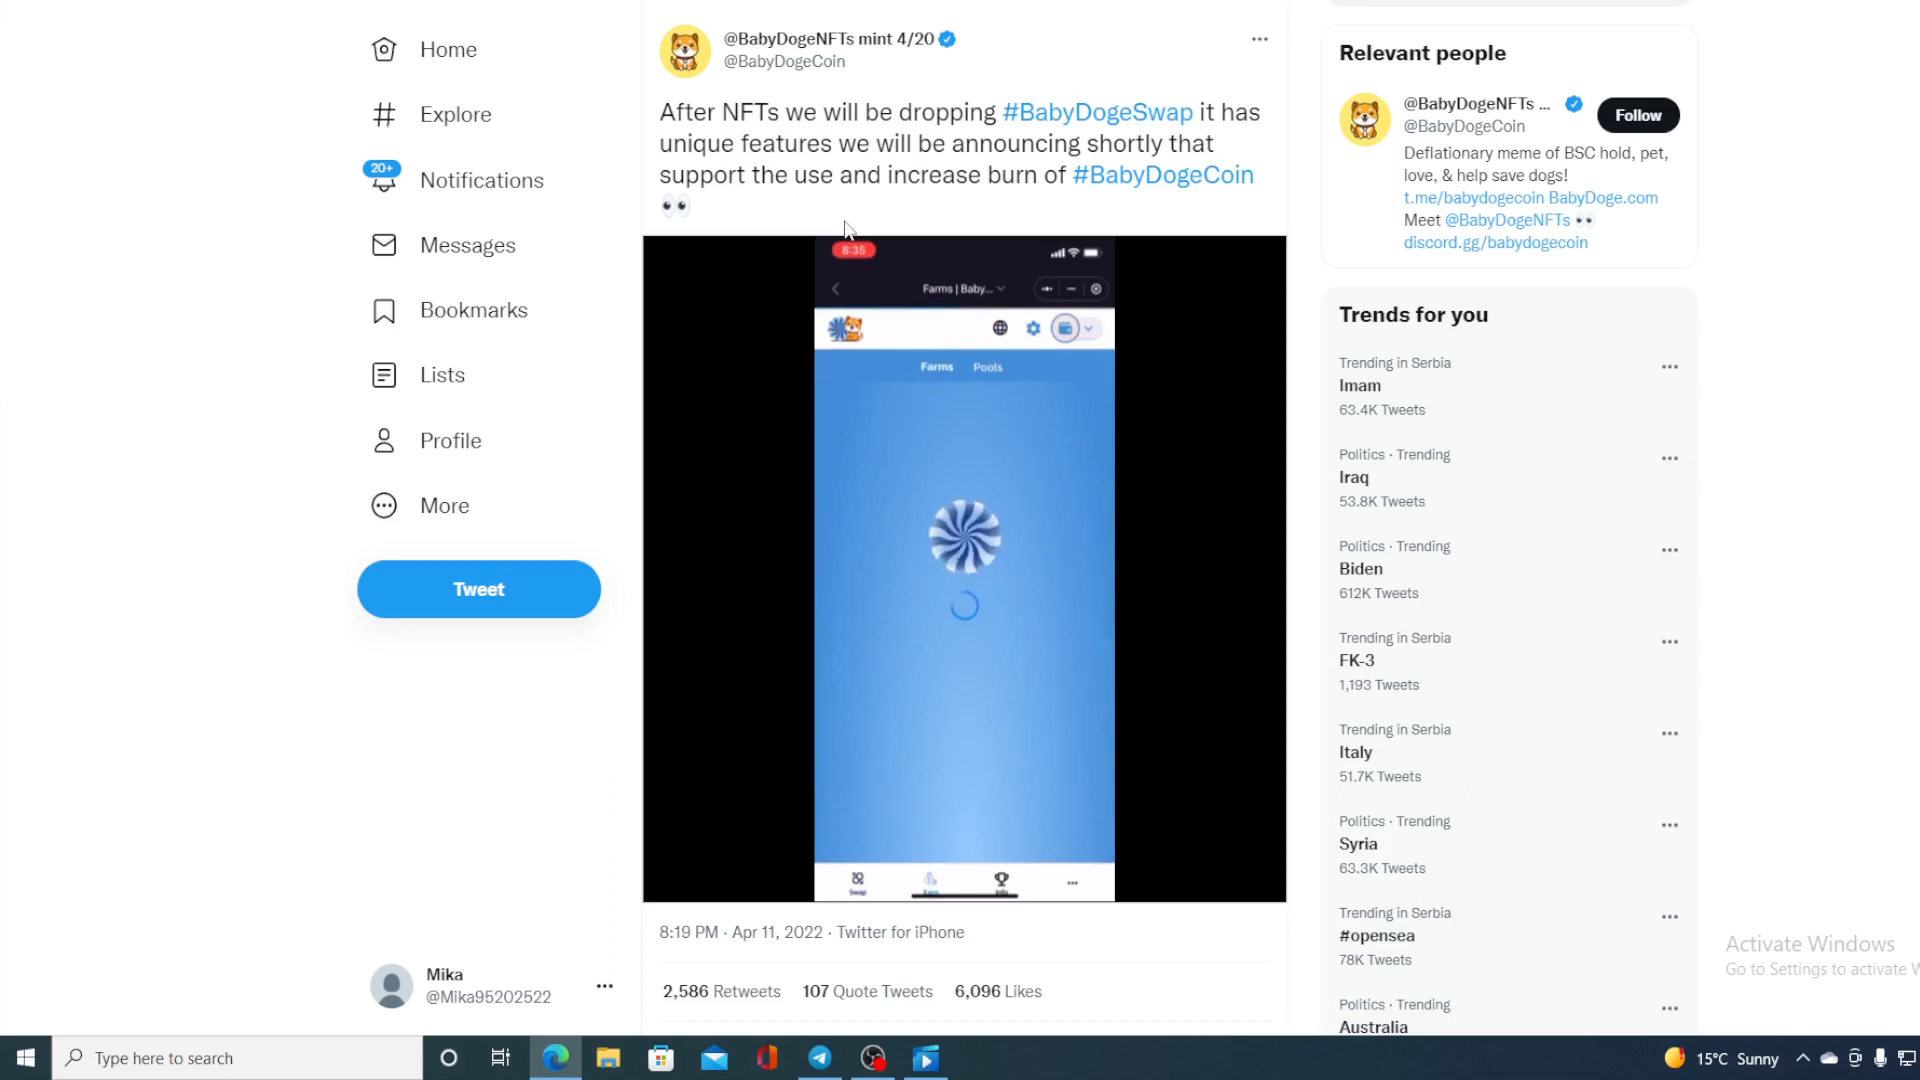 Home
Explore
20+
Notifications
Messages
Bookmarks
Lists
Profile
More
Tweet
Mika
@Mika95202522
@BabyDogeNFTs mint 4/20
@BabyDogeCoin
After NFTs we will be dropping #BabyDogeSwap it has
unique features we will be announcing shortly that
support the use and increase burn of #BabyDogeCoin
8:35
Farms | Baby...
Farms Pools
Swap
8:19 PM · Apr 11, 2022 · Twitter for iPhone
2,586 Retweets 107 Quote Tweets 6,096 Likes
Relevant people
@BabyDogeNFTs ...
@BabyDogeCoin
Follow
Deflationary meme of BSC hold, pet,
love, & help save dogs!
t.me/babydogecoin BabyDoge.com
Meet @BabyDogeNFTs
discord.gg/babydogecoin
Trends for you
Trending in Serbia
Imam
63.4K Tweets
Politics · Trending
Iraq
53.8K Tweets
Politics · Trending
Biden
612K Tweets
Trending in Serbia
FK-3
1,193 Tweets
Trending in Serbia
Italy
51.7K Tweets
Politics · Trending
Syria
63.3K Tweets
Trending in Serbia
#opensea
78K Tweets
Politics · Trending
Australia
Activate Windows
Go to Settings to activate W
Type here to search
15°C Sunny